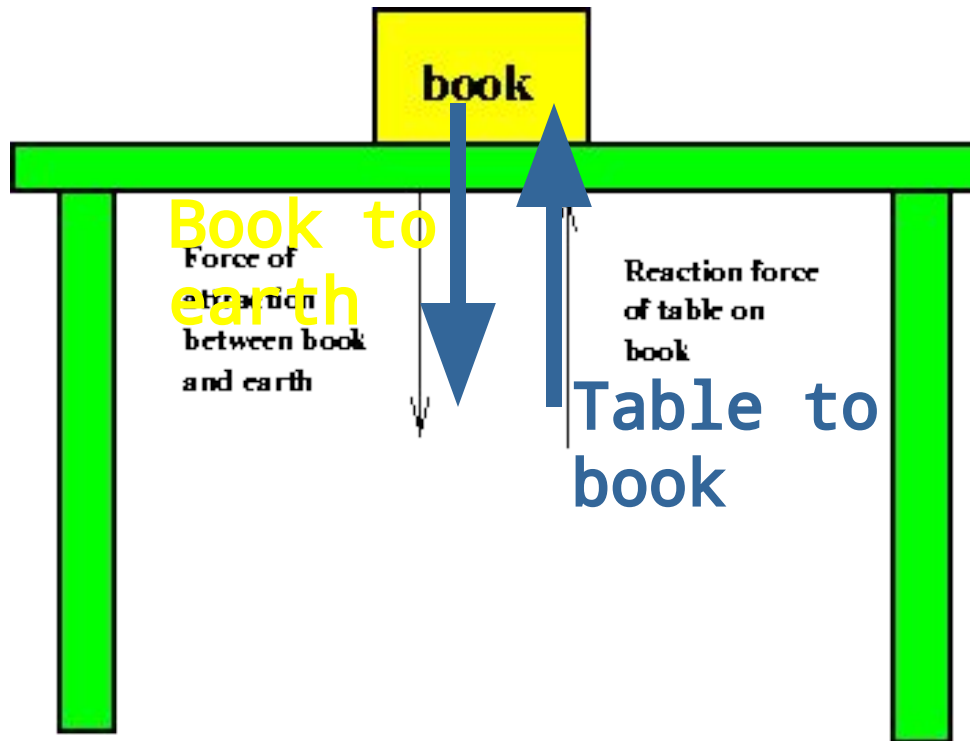 book
Book to
earth
Force of
attraction
between book
and earth
Reaction force
of table on
book
Table to
book